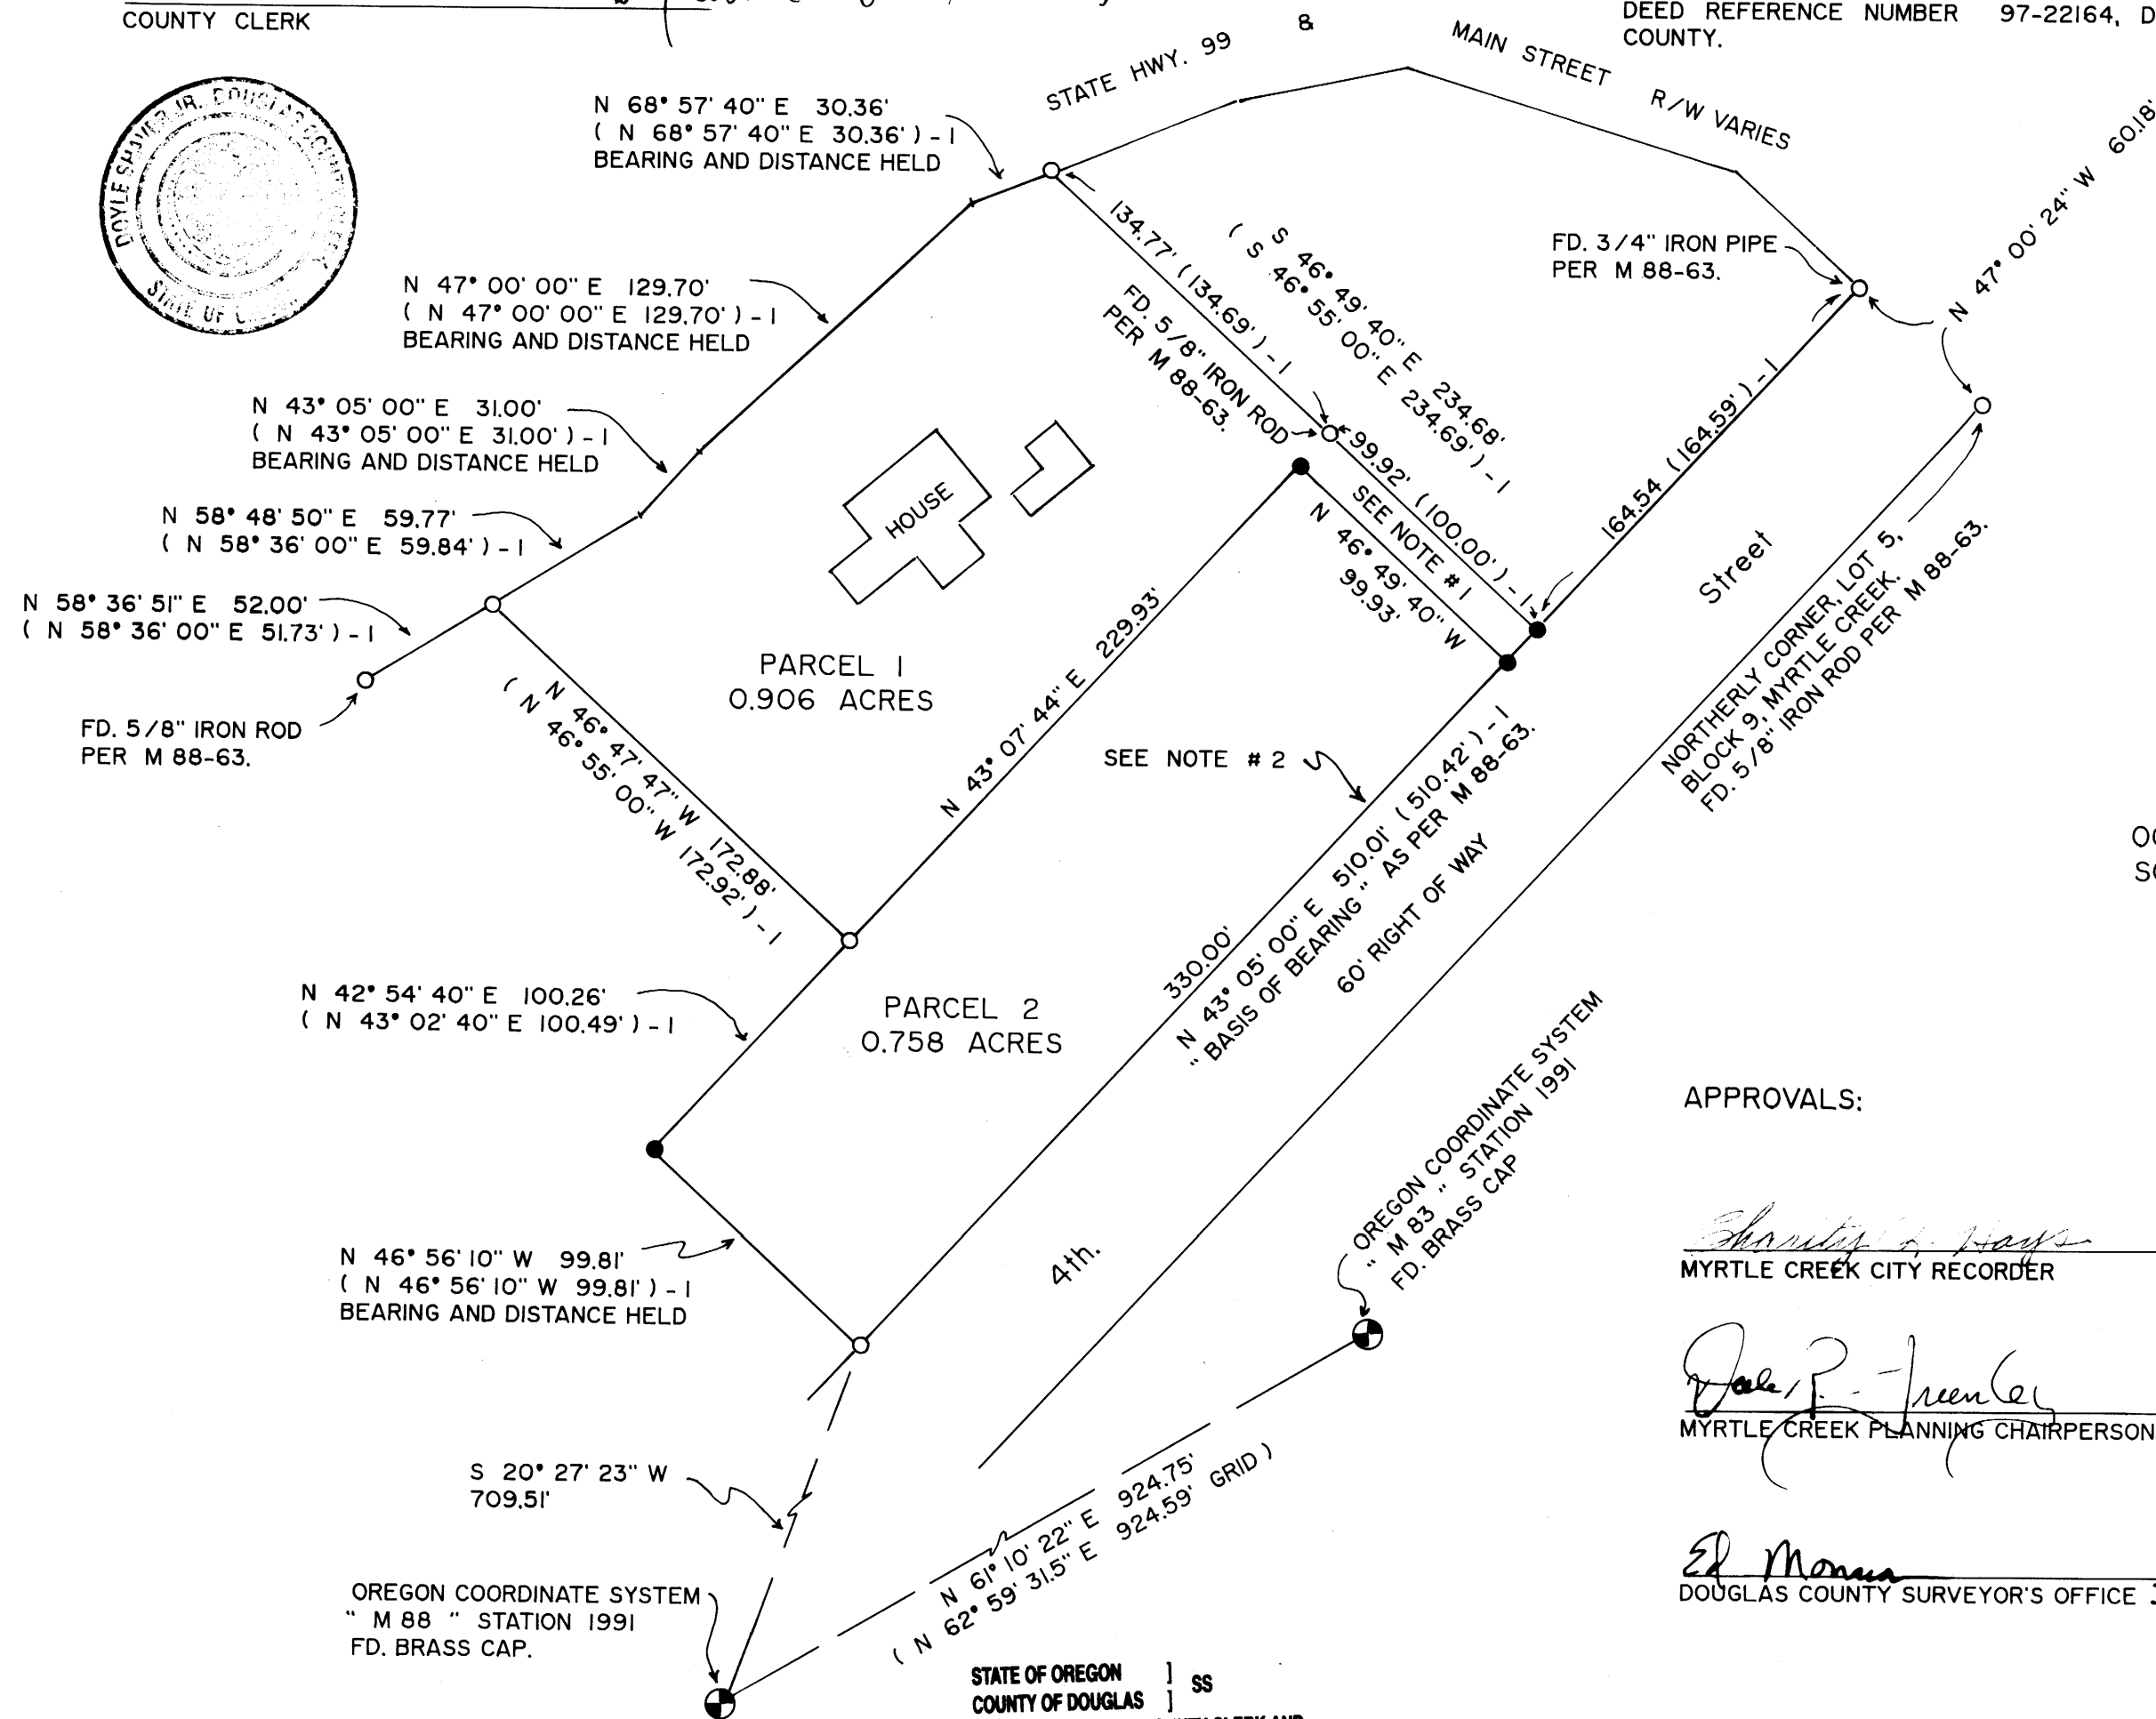 COUNTY CLERK
DEED REFERENCE NUMBER 97-22164, D
COUNTY.
STATE HWY. 99 & MAIN STREET R/W VARIES
DOYLE SHAVER JR. DOUGLAS COUNTY CLERK
STATE OF
N 68° 57' 40" E 30.36'
( N 68° 57' 40" E 30.36' ) - 1
BEARING AND DISTANCE HELD
N 47° 00' 00" E 129.70'
( N 47° 00' 00" E 129.70' ) - 1
BEARING AND DISTANCE HELD
N 43° 05' 00" E 31.00'
( N 43° 05' 00" E 31.00' ) - 1
BEARING AND DISTANCE HELD
N 58° 48' 50" E 59.77'
( N 58° 36' 00" E 59.84' ) - 1
N 58° 36' 51" E 52.00'
( N 58° 36' 00" E 51.73' ) - 1
FD. 5/8" IRON ROD
PER M 88-63.
134.77' (134.69') - 1
FD. 5/8" IRON ROD
PER M 88-63.
S 46° 49' 40" E 234.68'
( S 46° 55' 00" E 234.69' ) - 1
FD. 3/4" IRON PIPE
PER M 88-63.
N 47° 00' 24" W 60.18'
99.92' (100.00') - 1
SEE NOTE # 1
N 46° 49' 40" W
99.93'
164.54 (164.59') - 1
Street
NORTHERLY CORNER, LOT 5,
BLOCK 9, MYRTLE CREEK.
FD. 5/8" IRON ROD PER M 88-63.
HOUSE
PARCEL 1
0.906 ACRES
N 43° 07' 44" E 229.93'
N 46° 47' 47" W 172.88'
( N 46° 55' 00" W 172.92' ) - 1
SEE NOTE # 2
330.00'
N 43° 05' 00" E 510.01' ( 510.42' ) - 1
" BASIS OF BEARING " AS PER M 88-63.
60' RIGHT OF WAY
N 42° 54' 40" E 100.26'
( N 43° 02' 40" E 100.49' ) - 1
PARCEL 2
0.758 ACRES
N 46° 56' 10" W 99.81'
( N 46° 56' 10" W 99.81' ) - 1
BEARING AND DISTANCE HELD
4th.
OREGON COORDINATE SYSTEM
" M 83 " STATION 1991
FD. BRASS CAP
S 20° 27' 23" W
709.51'
N 61° 10' 22" E 924.75'
( N 62° 59' 31.5" E 924.59' GRID )
OREGON COORDINATE SYSTEM
" M 88 " STATION 1991
FD. BRASS CAP.
STATE OF OREGON ] SS
COUNTY OF DOUGLAS ]
APPROVALS:
Charity L. Hays
MYRTLE CREEK CITY RECORDER
MYRTLE CREEK PLANNING CHAIRPERSON
Ed
DOUGLAS COUNTY SURVEYOR'S OFFICE